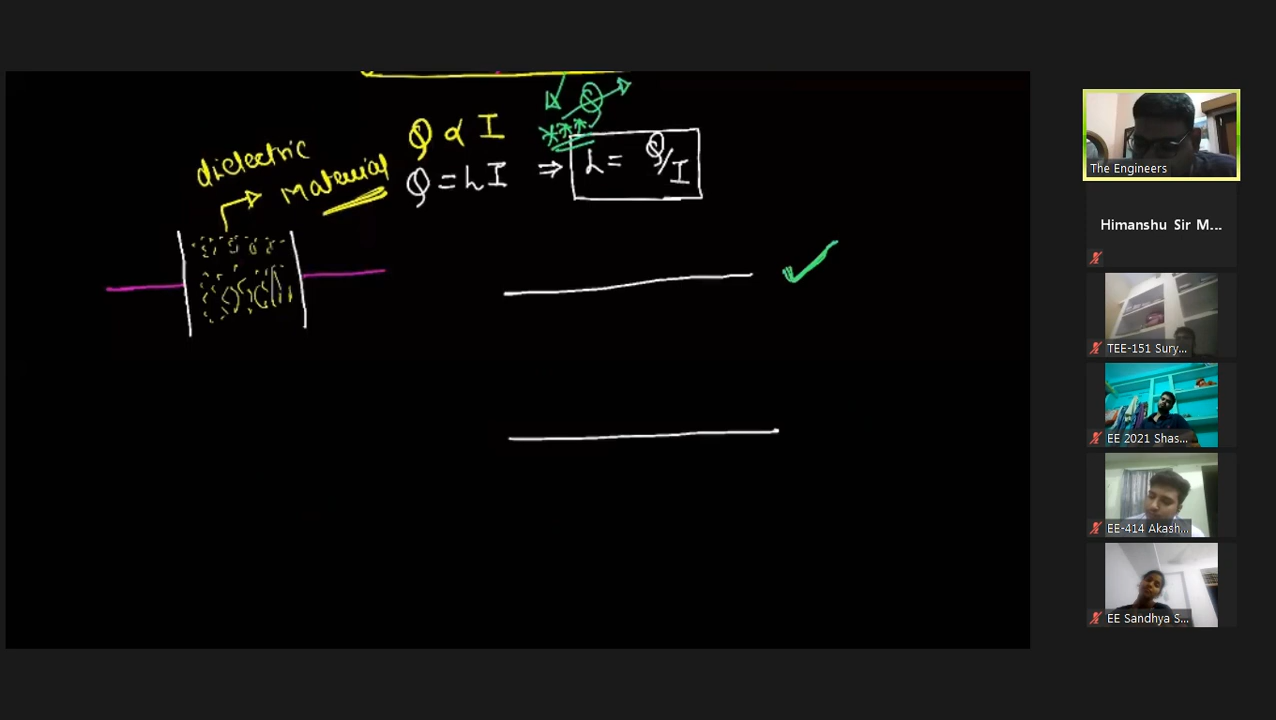 dielectric
Material
Q ∝ I
Q = LI ⇒ L = Q/I
The Engineers
Himanshu Sir M...
TEE-151 Sury...
EE 2021 Shas...
EE-414 Akash...
EE Sandhya S...